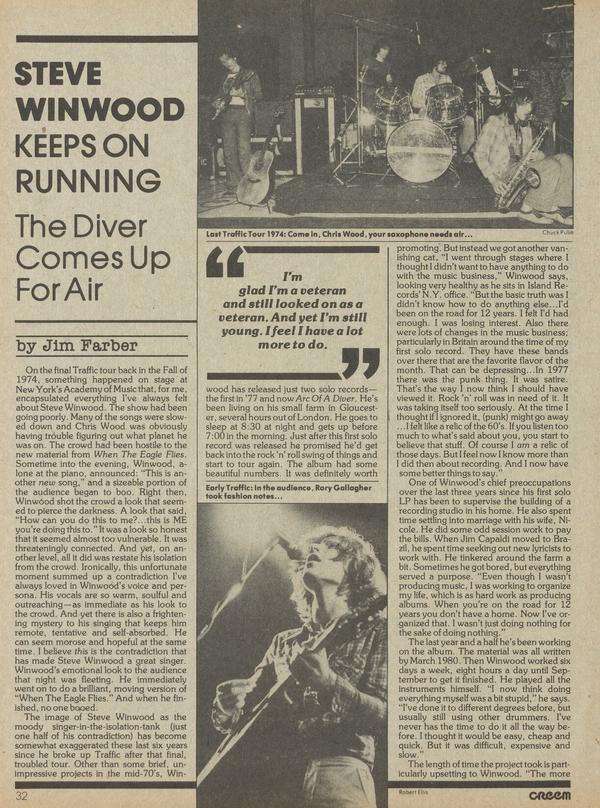 STEVE
WINWOOD
KEEPS ON
RUNNING
The Diver
Comes Up
For Air
by Jim Farber
On the final Traffic tour back in the Fall of
1974, something happened on stage at
New York's Academy of Music that, for me,
encapsulated everything I've always felt
about Steve Winwood. The show had been
going poorly. Many of the songs were slow-
ed down and Chris Wood was obviously
having trouble figuring out what planet he
was on. The crowd had been hostile to the
new material from When The Eagle Flies.
Sometime into the evening, Winwood, a-
lone at the piano, announced: "This is an-
other new song," and a sizeable portion of
the audience began to boo. Right then,
Winwood shot the crowd a look that seem-
ed to pierce the darkness. A look that said,
"How can you do this to me?...this is ME
you're doing this to." It was a look so honest
that it seemed almost too vulnerable. It was
threateningly connected. And yet, on an-
other level, all it did was restate his isolation
from the crowd. Ironically, this unfortunate
moment summed up a contradiction I've
always loved in Winwood's voice and per-
sona. His vocals are so warm, soulful and
outreaching—as immediate as his look to
the crowd. And yet there is also a frighten-
ing mystery to his singing that keeps him
remote, tentative and self-absorbed. He
can seem morose and hopeful at the same
time. I believe this is the contradiction that
has made Steve Winwood a great singer.
Winwood's emotional look to the audience
that night was fleeting. He immediately
went on to do a brilliant, moving version of
"When The Eagle Flies." And when he fin-
ished, no one booed.
The image of Steve Winwood as the
moody singer-in-the-isolation-tank (just
one half of his contradiction) has become
somewhat exaggerated these last six years
since he broke up Traffic after that final,
troubled tour. Other than some brief, un-
impressive projects in the mid-70's, Win-
Last Traffic Tour 1974: Come in, Chris Wood, your saxophone needs air...
Chuck Pulin
"I'm
glad I'm a veteran
and still looked on as a
veteran. And yet I'm still
young. I feel I have a lot
more to do."
wood has released just two solo records—
the first in '77 and now Arc Of A Diver. He's
been living on his small farm in Gloucest-
er, several hours out of London. He goes to
sleep at 8:30 at night and gets up before
7:00 in the morning. Just after his first solo
record was released he promised he'd get
back into the rock 'n' roll swing of things and
start to tour again. The album had some
beautiful numbers. It was definitely worth
Early Traffic: In the audience, Rory Gallagher
took fashion notes...
promoting. But instead we got another van-
ishing cat. "I went through stages where I
thought I didn't want to have anything to do
with the music business," Winwood says,
looking very healthy as he sits in Island Re-
cords' N.Y. office. "But the basic truth was I
didn't know how to do anything else...I'd
been on the road for 12 years. I felt I'd had
enough. I was losing interest. Also there
were lots of changes in the music business;
particularly in Britain around the time of my
first solo record. They have these bands
over there that are the favorite flavor of the
month. That can be depressing...In 1977
there was the punk thing. It was satire.
That's the way I now think I should have
viewed it. Rock 'n' roll was in need of it. It
was taking itself too seriously. At the time I
thought if I ignored it, (punk) might go away
...I felt like a relic of the 60's. If you listen too
much to what's said about you, you start to
believe that stuff. Of course I am a relic of
those days. But I feel now I know more than
I did then about recording. And I now have
some better things to say."
One of Winwood's chief preoccupations
over the last three years since his first solo
LP has been to supervise the building of a
recording studio in his home. He also spent
time settling into marriage with his wife, Ni-
cole. He did some odd session work to pay
the bills. When Jim Capaldi moved to Bra-
zil, he spent time seeking out new lyricists to
work with. He tinkered around the farm a
bit. Sometimes he got bored, but everything
served a purpose. "Even though I wasn't
producing music, I was working to organize
my life, which is as hard work as producing
albums. When you're on the road for 12
years you don't have a home. Now I've or-
ganized that. I wasn't just doing nothing for
the sake of doing nothing."
The last year and a half he's been working
on the album. The material was all written
by March 1980. Then Winwood worked six
days a week, eight hours a day until Sep-
tember to get it finished. He played all the
instruments himself. "I now think doing
everything myself was a bit stupid," he says.
"I've done it to different degrees before, but
usually still using other drummers. I've
never has the time to do it all the way be-
fore. I thought it would be easy, cheap and
quick. But it was difficult, expensive and
slow."
The length of time the project took is part-
icularly upsetting to Winwood. "The more
Robert Ellis
32
CREEM